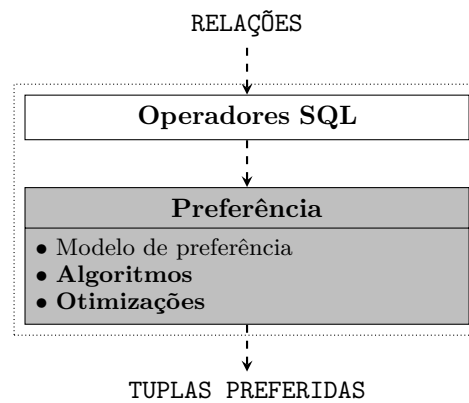 RELAÇÕES
Operadores SQL
Preferência
• Modelo de preferência
• Algoritmos
• Otimizações
TUPLAS PREFERIDAS